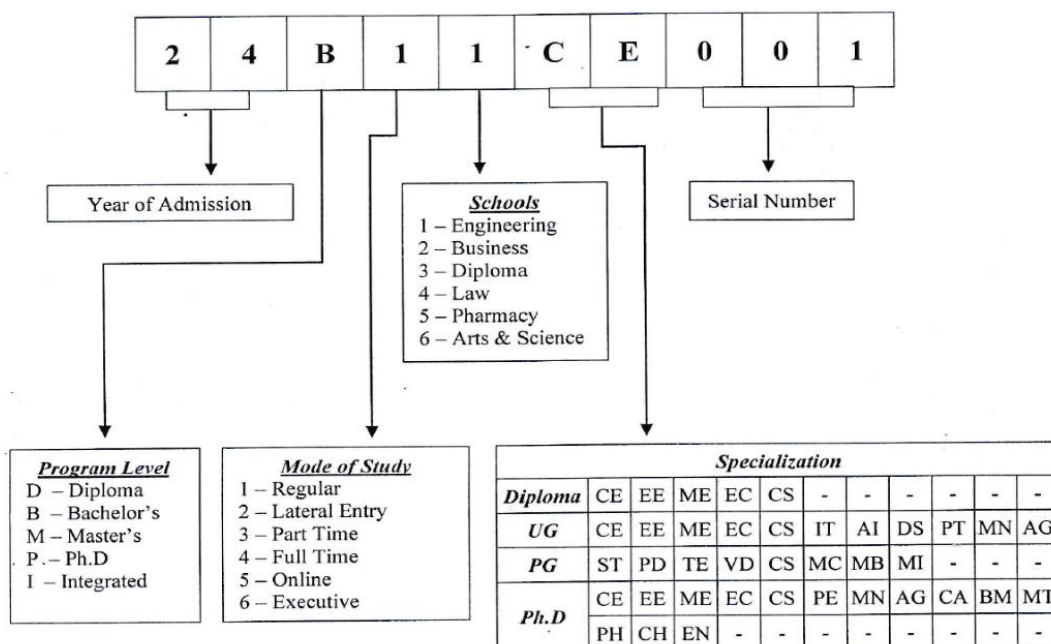 2 4 B 1 1 C E 0 0 1
Year of Admission
Schools
1 – Engineering
2 – Business
3 – Diploma
4 – Law
5 – Pharmacy
6 – Arts & Science
Serial Number
Program Level
D – Diploma
B – Bachelor's
M – Master's
P – Ph.D
I – Integrated
Mode of Study
1 – Regular
2 – Lateral Entry
3 – Part Time
4 – Full Time
5 – Online
6 – Executive
Specialization
Diploma CE EE ME EC CS - - - - - -
UG CE EE ME EC CS IT AI DS PT MN AG
PG ST PD TE VD CS MC MB MI - - -
Ph.D CE EE ME EC CS PE MN AG CA BM MT
PH CH EN - - - - - - - -